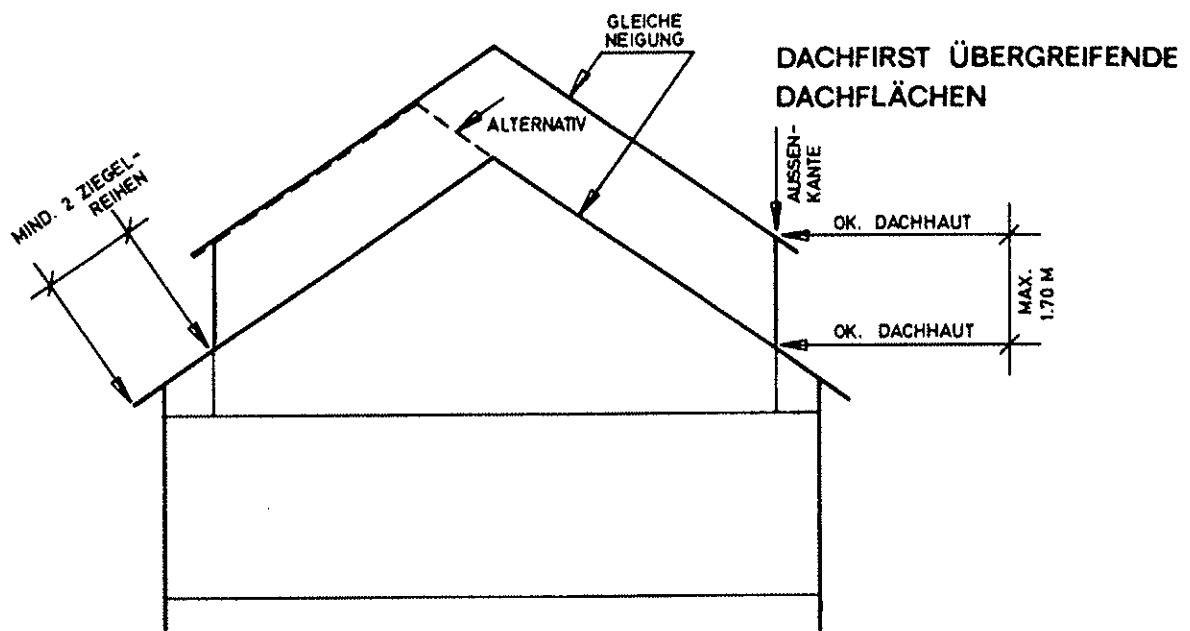 GLEICHE
NEIGUNG
DACHFIRST ÜBERGREIFENDE
DACHFLÄCHEN
ALTERNATIV
AUSSEN-
KANTE
MIND. 2 ZIEGEL-
REIHEN
OK. DACHHAUT
MAX.
1.70 M
OK. DACHHAUT